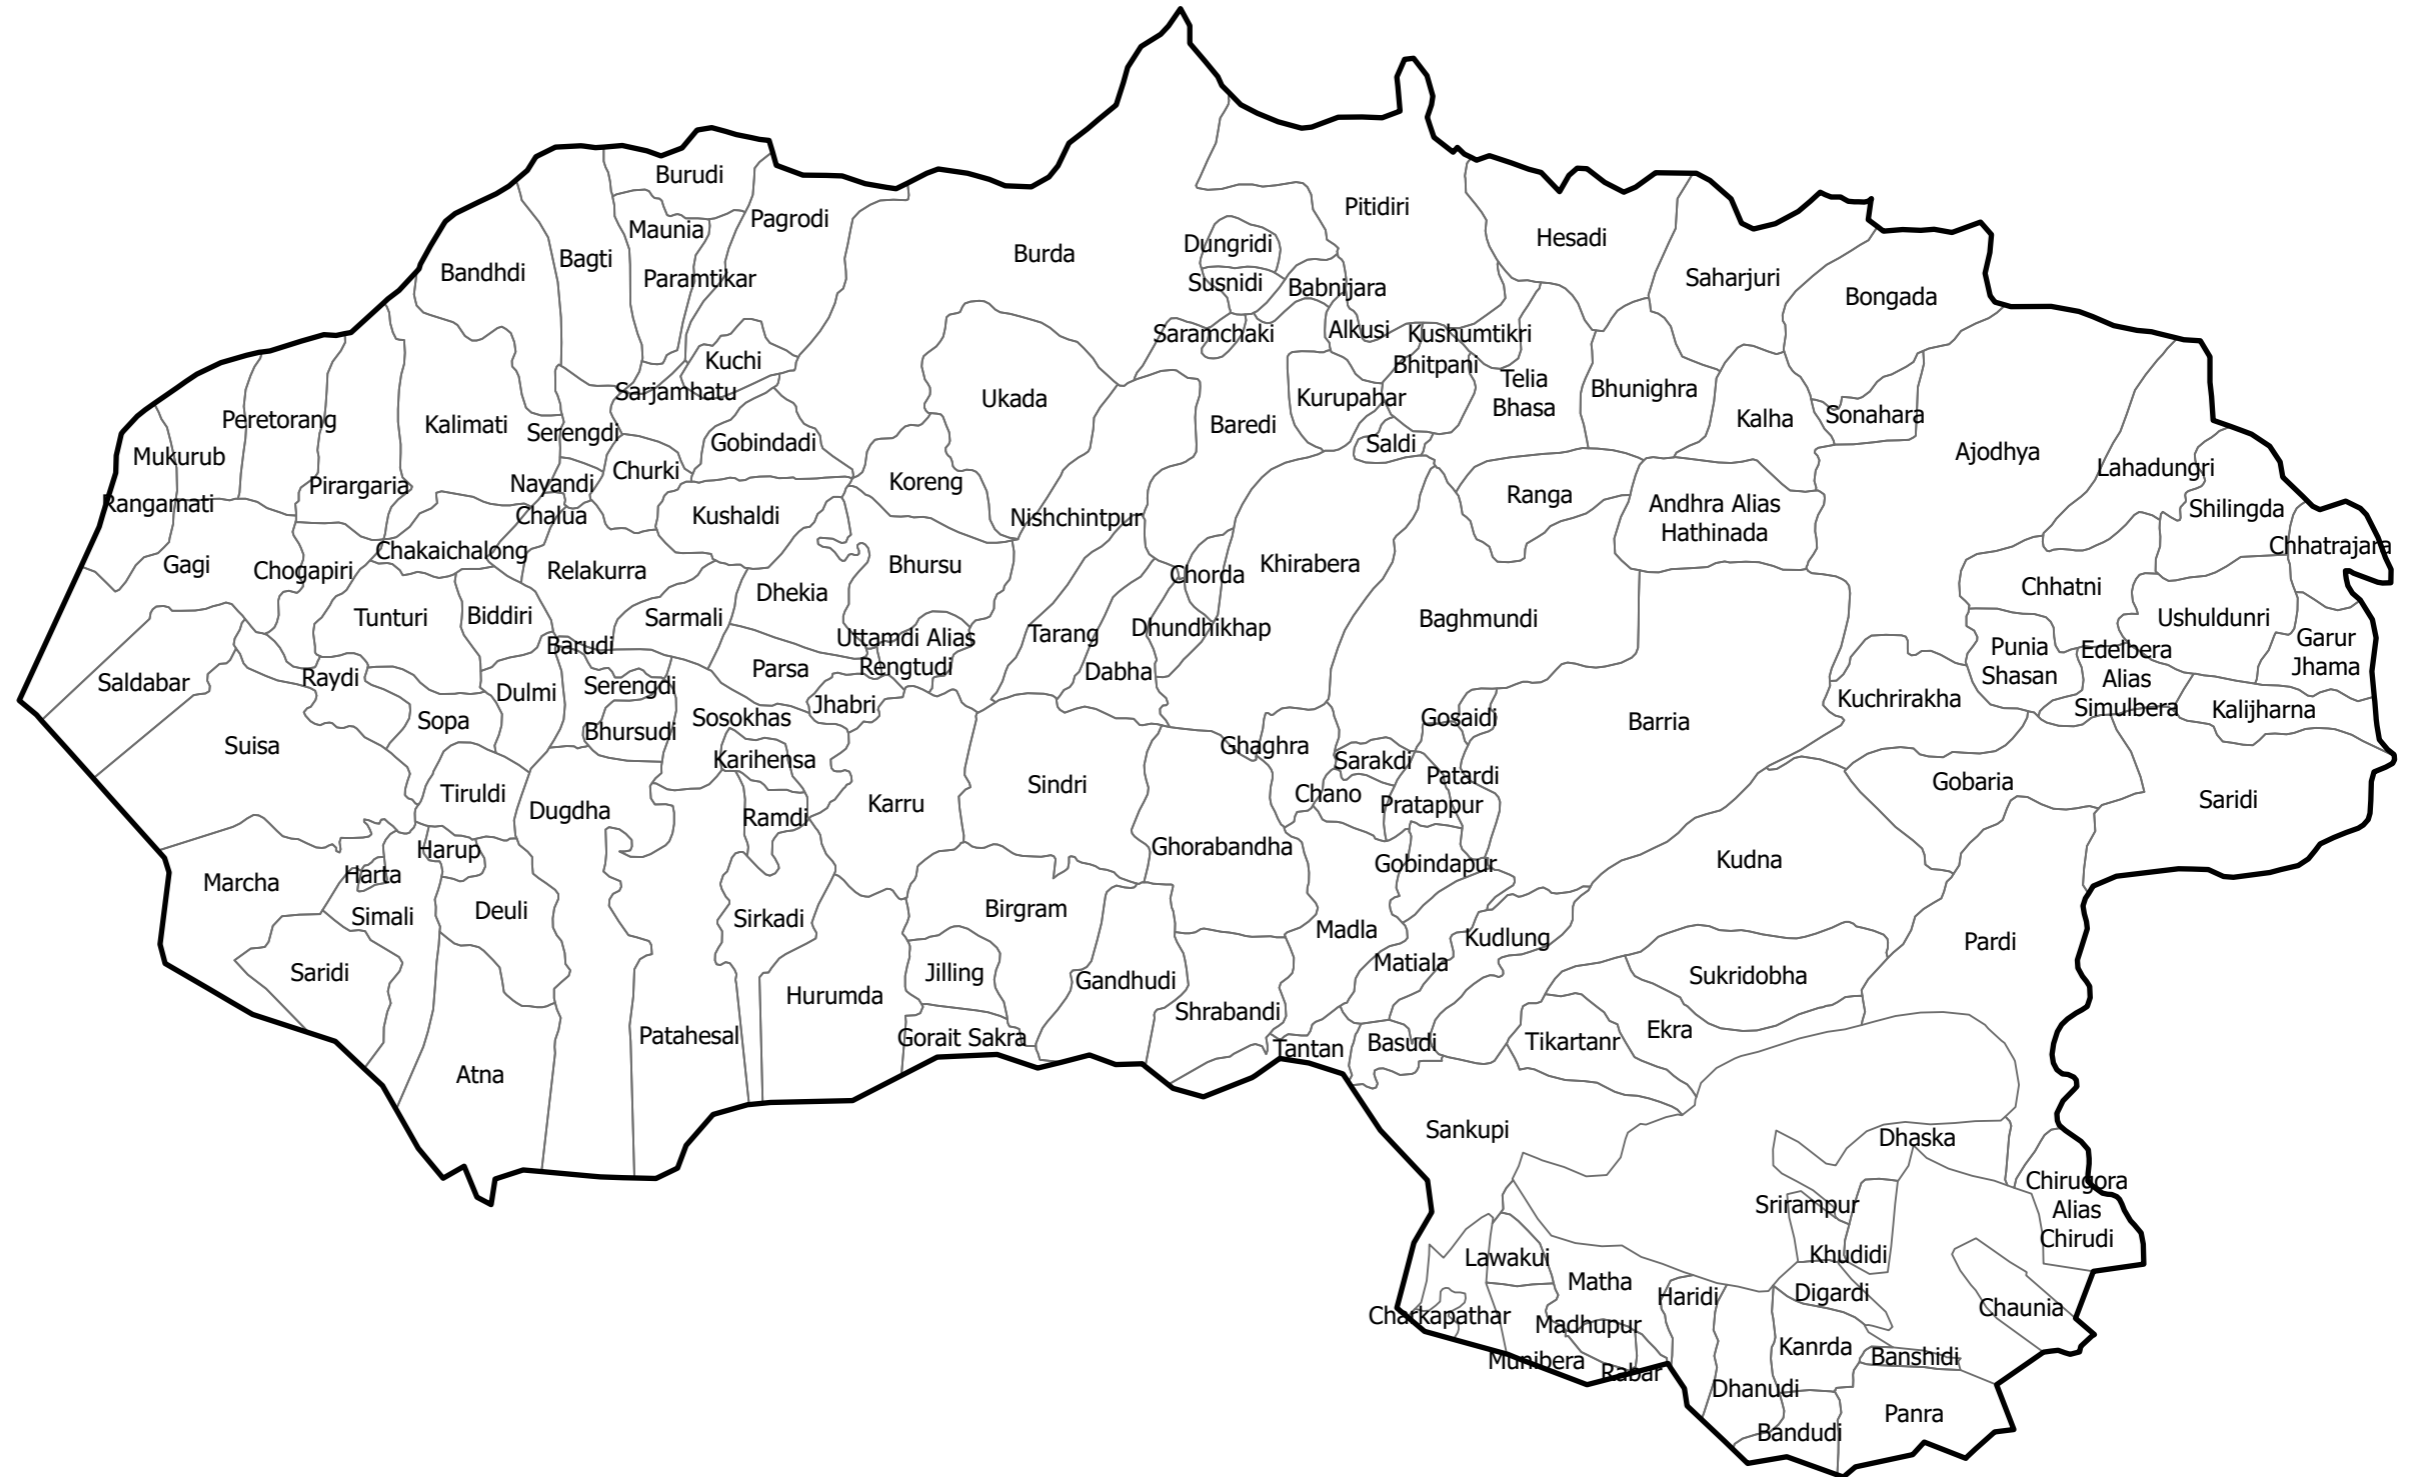 Burudi
Pagrodi
Maunia
Bagti
Bandhdi
Paramtikar
Burda
Pitidiri
Dungridi
Susnidi
Babnijara
Hesadi
Saharjuri
Bongada
Saramchaki
Alkusi
Kushumtikri
Bhitpani
Kuchi
Sarjamhatu
Ukada
Kurupahar
Telia
Bhasa
Bhunighra
Kalha
Sonahara
Peretorang
Kalimati
Serengdi
Gobindadi
Baredi
Saldi
Ajodhya
Mukurub
Lahadungri
Churki
Nayandi
Pirargaria
Koreng
Ranga
Rangamati
Andhra Alias
Hathinada
Shilingda
Chalua
Kushaldi
Nishchintpur
Chhatrajara
Chakaichalong
Gagi
Chogapiri
Relakurra
Bhursu
Khirabera
Chorda
Dhekia
Chhatni
Tunturi
Biddiri
Sarmali
Baghmundi
Ushuldunri
Barudi
Uttamdi Alias
Rengtudi
Tarang
Dhundhikhap
Punia
Shasan
Edelbera
Alias
Simulbera
Garur
Jhama
Saldabar
Raydi
Dulmi
Serengdi
Parsa
Dabha
Kuchrirakha
Jhabri
Sopa
Sosokhas
Bhursudi
Gosaidi
Barria
Kalijharna
Suisa
Karihensa
Ghaghra
Sarakdi
Patardi
Gobaria
Sindri
Chano
Pratappur
Saridi
Tiruldi
Dugdha
Ramdi
Karru
Harup
Ghorabandha
Gobindapur
Kudna
Marcha
Harta
Simali
Deuli
Sirkadi
Birgram
Madla
Kudlung
Pardi
Saridi
Jilling
Gandhudi
Matiala
Sukridobha
Hurumda
Shrabandi
Patahesal
Gorait Sakra
Tantan
Basudi
Tikartanr
Ekra
Atna
Sankupi
Dhaska
Chirugora
Alias
Chirudi
Srirampur
Khudidi
Lawakui
Matha
Haridi
Digardi
Chaunia
Charkapathar
Madhupur
Kanrda
Banshidi
Munibera
Rabar
Dhanudi
Panra
Bandudi